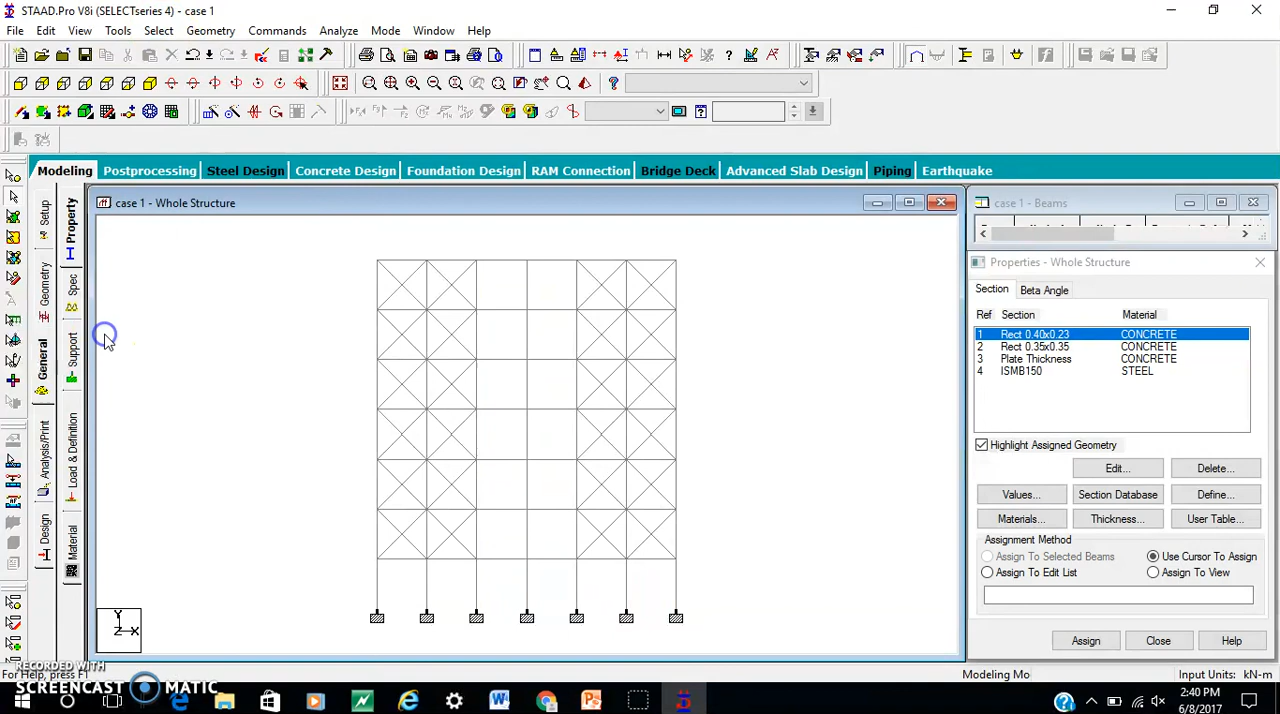 STAAD.Pro V8i (SELECTseries 4) - case 1
File Edit View Tools Select Geometry Commands Analyze Mode Window Help
Modeling Postprocessing Steel Design Concrete Design Foundation Design RAM Connection Bridge Deck Advanced Slab Design Piping Earthquake
Setup
Geometry
General
Analysis/Print
Design
Property
Spec
Support
Load & Definition
Material
case 1 - Whole Structure
Y
Z X
case 1 - Beams
Properties - Whole Structure
Section Beta Angle
Ref Section Material
1 Rect 0.40x0.23 CONCRETE
2 Rect 0.35x0.35 CONCRETE
3 Plate Thickness CONCRETE
4 ISMB150 STEEL
Highlight Assigned Geometry
Edit... Delete...
Values... Section Database Define...
Materials... Thickness... User Table...
Assignment Method
Assign To Selected Beams Use Cursor To Assign
Assign To Edit List Assign To View
Assign Close Help
RECORDED WITH
For Help, press F1
Modeling Mo Input Units: kN-m
SCREENCAST MATIC
2:40 PM
6/8/2017